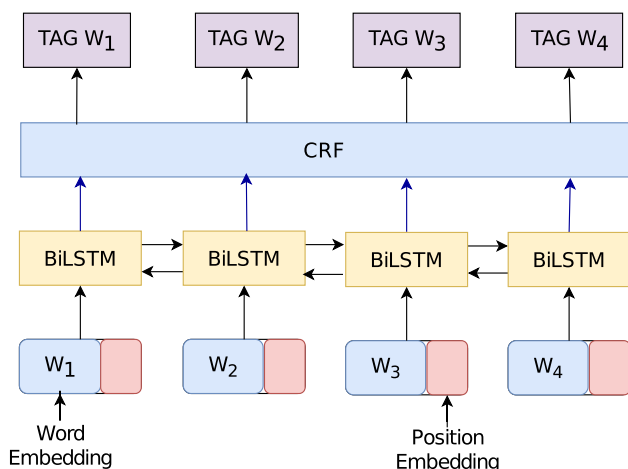 TAG W1 TAG W2 TAG W3 TAG W4
CRF
BiLSTM BiLSTM BiLSTM BiLSTM
W1 W2 W3 W4
Word
Embedding
Position
Embedding